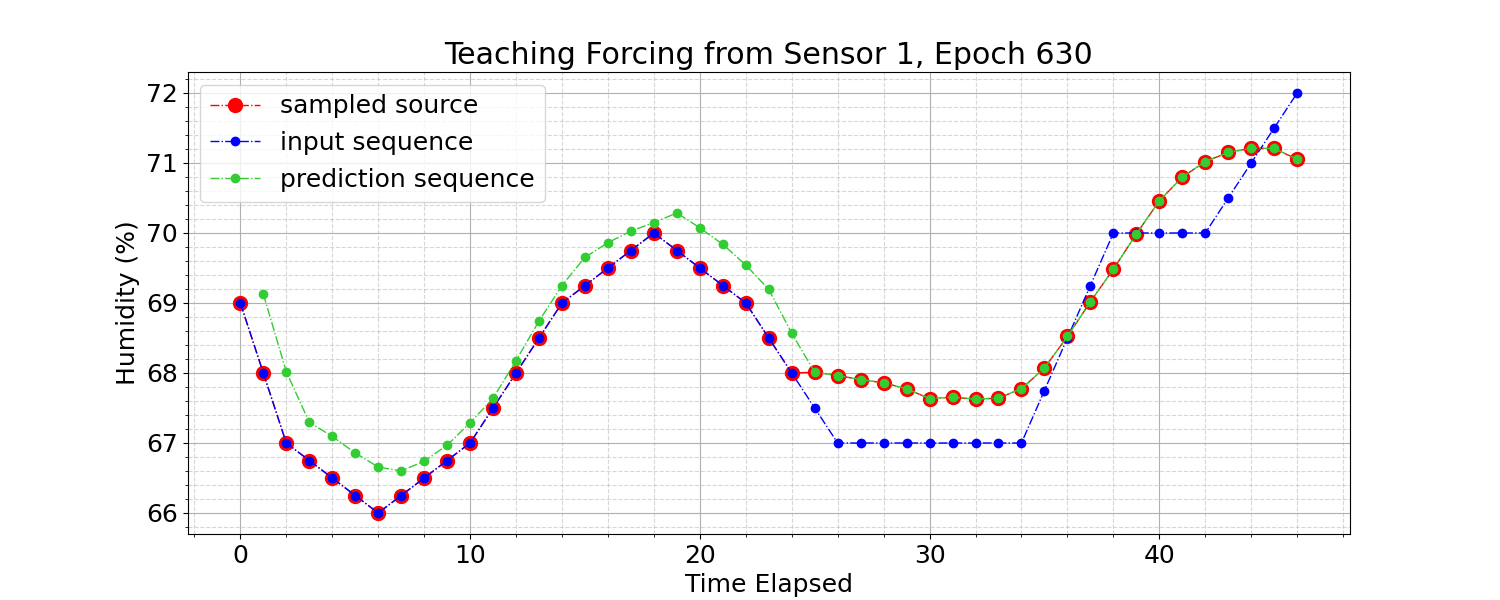 Teaching Forcing from Sensor 1, Epoch 630
sampled source
input sequence
prediction sequence
Humidity (%)
72
71
70
69
68
67
66
0 10 20 30 40
Time Elapsed